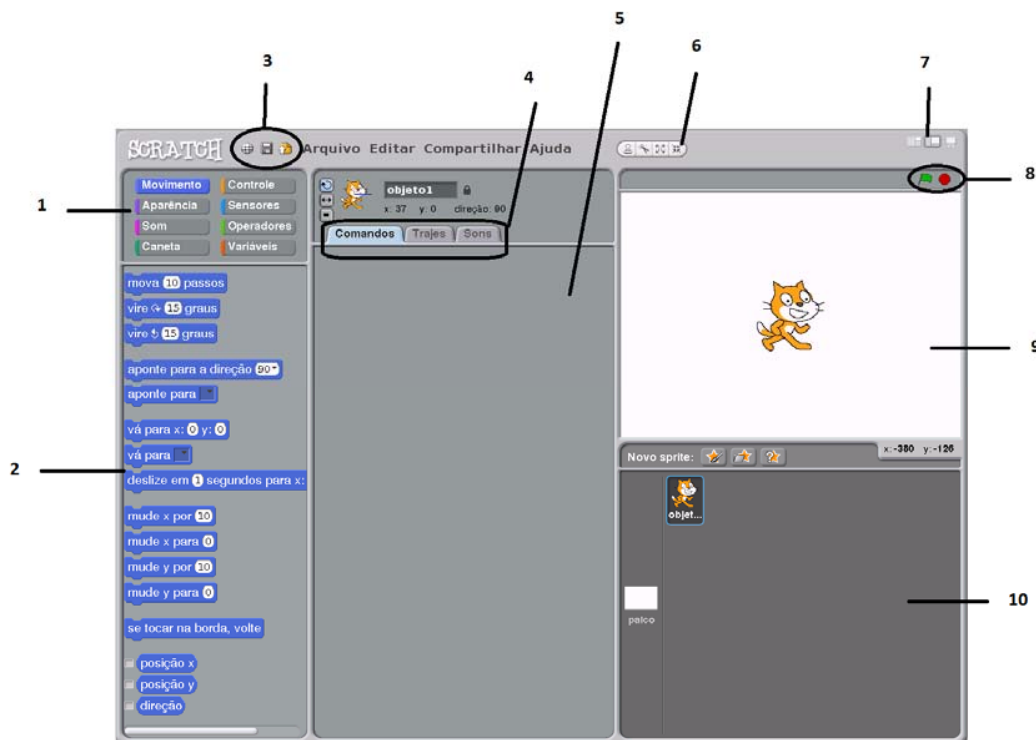 5
6
7
3
4
SCRATCH Arquivo Editar Compartilhar Ajuda
8
1
Movimento Controle
Aparência Sensores
Som Operadores
Caneta Variáveis
objeto1
x: 37 y: 0 direção: 90
Comandos Trajes Sons
mova 10 passos
vire 15 graus
vire 15 graus
aponte para a direção 90
aponte para
vá para x: 0 y: 0
vá para
2
deslize em 1 segundos para x:
mude x por 10
mude x para 0
mude y por 10
mude y para 0
se tocar na borda, volte
posição x
posição y
direção
9
x:-380 y:-126
Novo sprite:
objet...
palco
10